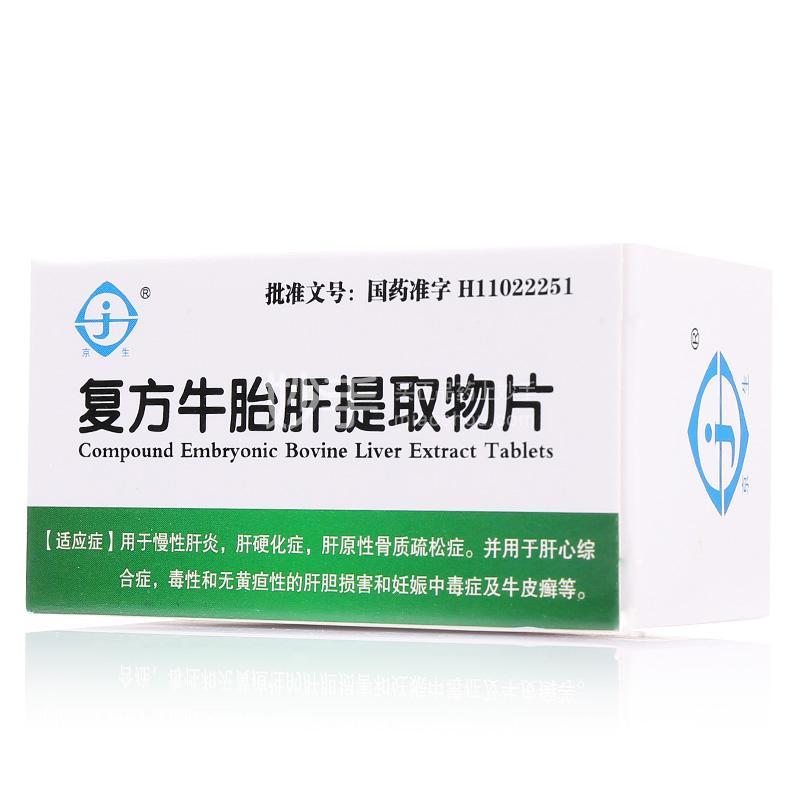 批准文号：国药准字 H11022251
®
京 生
复方牛胎肝提取物片
Compound Embryonic Bovine Liver Extract Tablets
【适应症】用于慢性肝炎，肝硬化症，肝原性骨质疏松症。并用于肝心综
合症，毒性和无黄疸性的肝胆损害和妊娠中毒症及牛皮癣等。
®
京 生